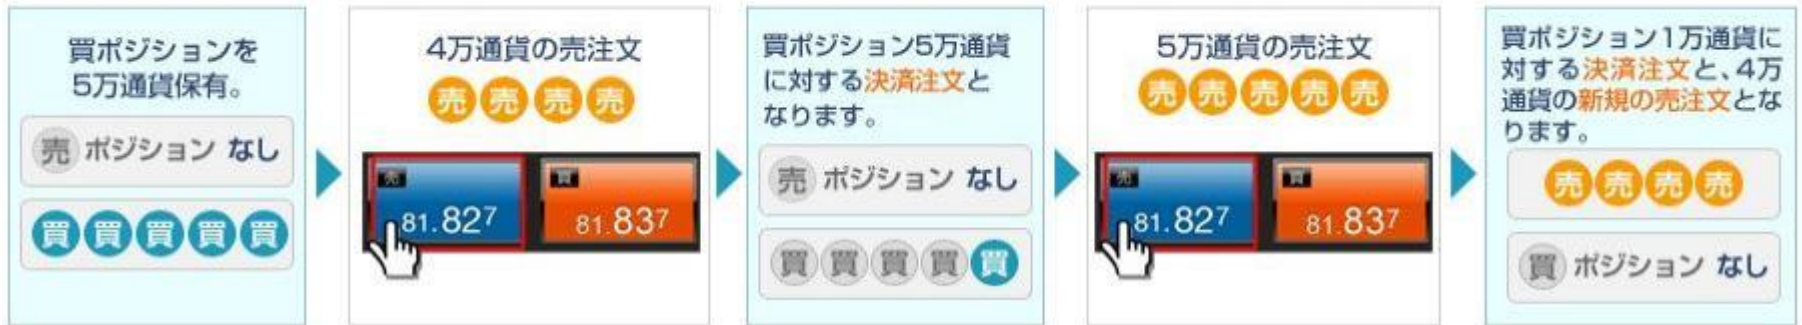 買ポジションを
5万通貨保有。
売 ポジション なし
買 買 買 買 買
4万通貨の売注文
売 売 売 売
売 買
81.827 81.837
買ポジション5万通貨
に対する決済注文と
なります。
売 ポジション なし
買 買 買 買 買
5万通貨の売注文
売 売 売 売 売
売 買
81.827 81.837
買ポジション1万通貨に
対する決済注文と、4万
通貨の新規の売注文とな
ります。
売 売 売 売
買 ポジション なし